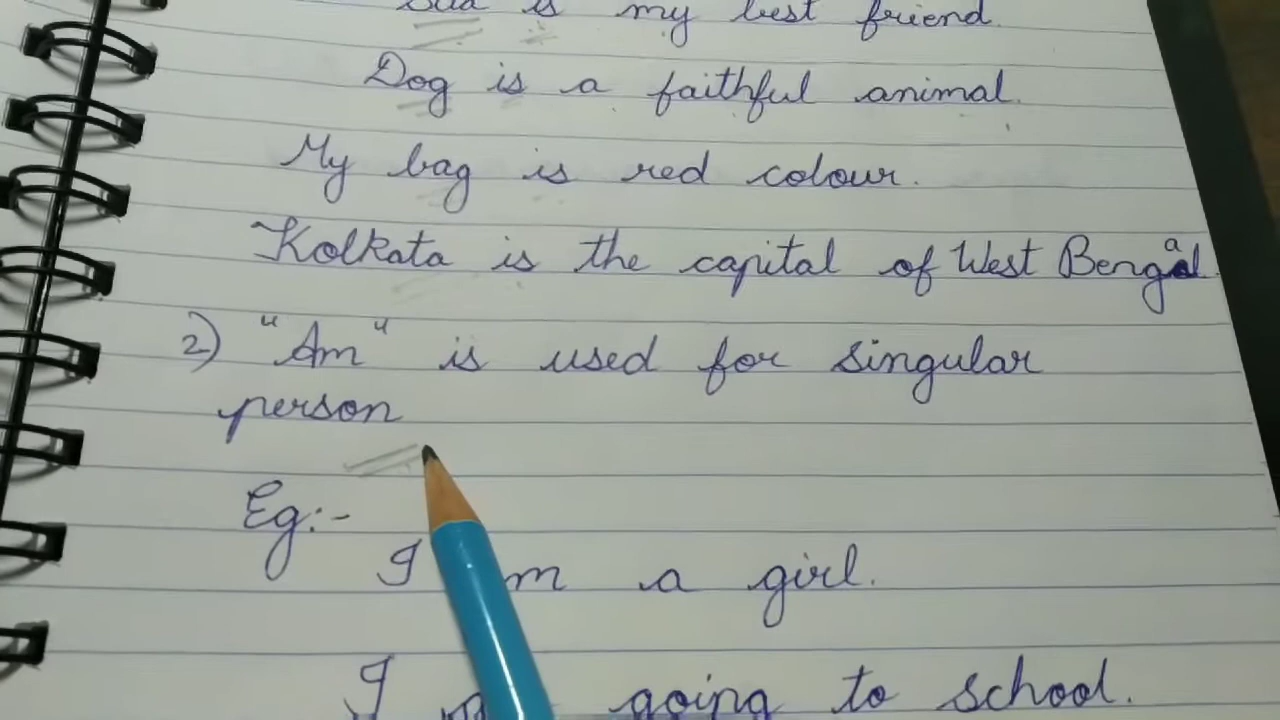 is my best friend
Dog is a faithful animal.
My bag is red colour.
Kolkata is the capital of West Bengal.
2) "Am" is used for singular
person
Eg:-
I m a girl.
I going to school.